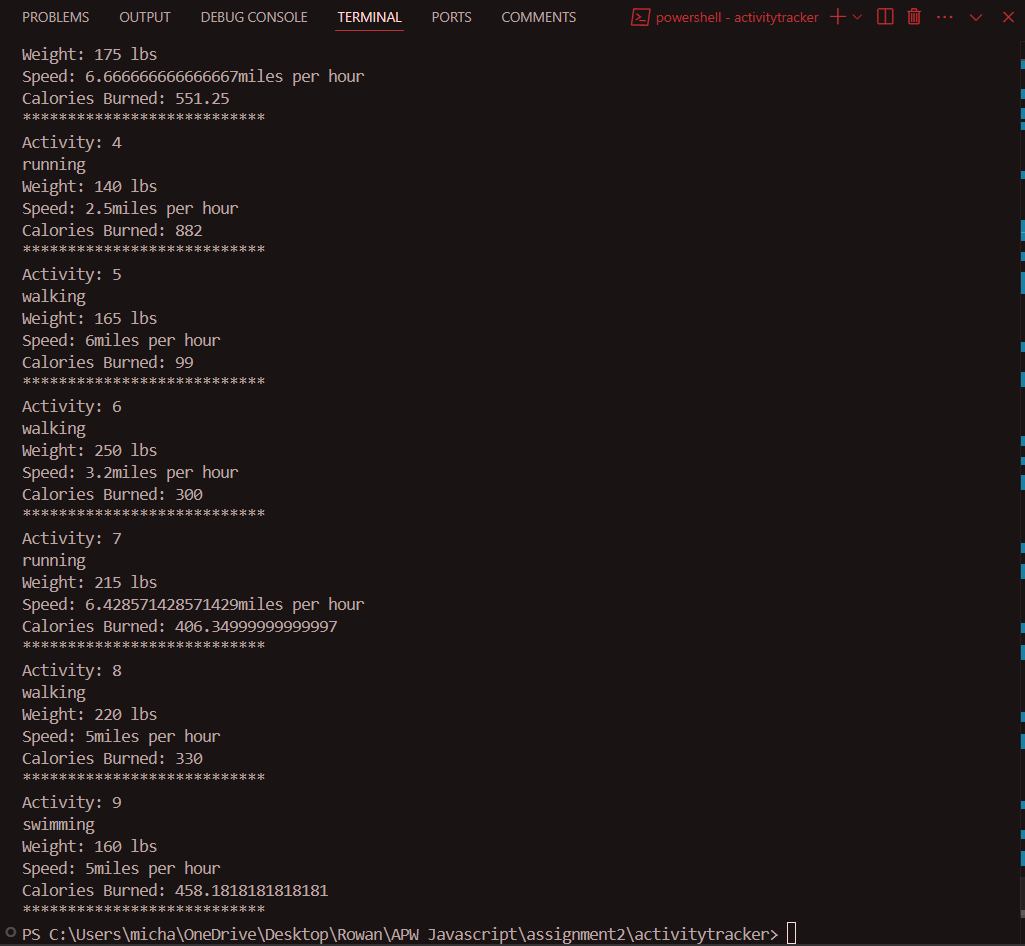 PROBLEMS OUTPUT DEBUG CONSOLE TERMINAL PORTS COMMENTS powershell - activitytracker
Weight: 175 lbs
Speed: 6.666666666666667miles per hour
Calories Burned: 551.25
***************************
Activity: 4
running
Weight: 140 lbs
Speed: 2.5miles per hour
Calories Burned: 882
***************************
Activity: 5
walking
Weight: 165 lbs
Speed: 6miles per hour
Calories Burned: 99
***************************
Activity: 6
walking
Weight: 250 lbs
Speed: 3.2miles per hour
Calories Burned: 300
***************************
Activity: 7
running
Weight: 215 lbs
Speed: 6.428571428571429miles per hour
Calories Burned: 406.34999999999997
***************************
Activity: 8
walking
Weight: 220 lbs
Speed: 5miles per hour
Calories Burned: 330
***************************
Activity: 9
swimming
Weight: 160 lbs
Speed: 5miles per hour
Calories Burned: 458.1818181818181
***************************
PS C:\Users\micha\OneDrive\Desktop\Rowan\APW Javascript\assignment2\activitytracker>